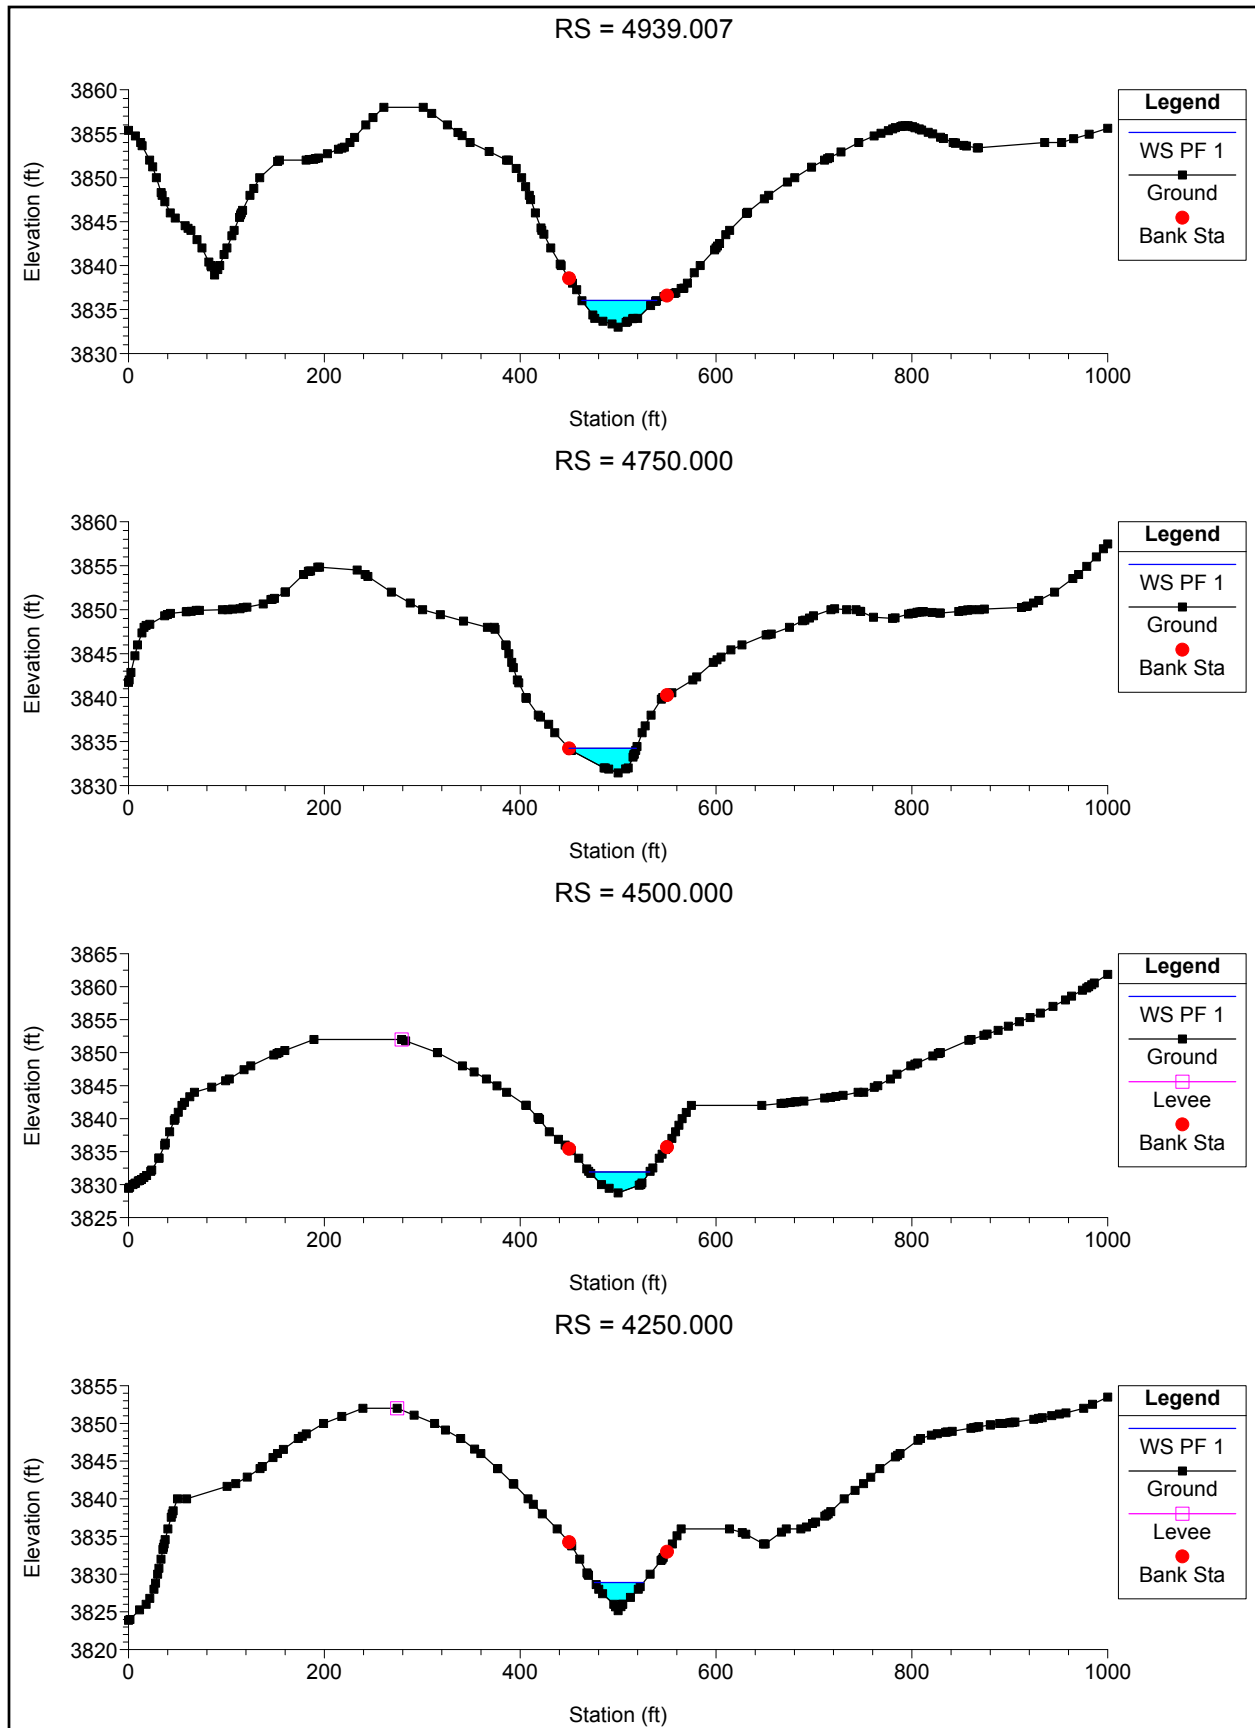 RS = 4939.007
3860
3855
3850
3845
3840
3835
3830
Elevation (ft)
0 200 400 600 800 1000
Station (ft)
Legend
WS PF 1
Ground
Bank Sta
RS = 4750.000
3860
3855
3850
3845
3840
3835
3830
Elevation (ft)
0 200 400 600 800 1000
Station (ft)
Legend
WS PF 1
Ground
Bank Sta
RS = 4500.000
3865
3860
3855
3850
3845
3840
3835
3830
3825
Elevation (ft)
0 200 400 600 800 1000
Station (ft)
Legend
WS PF 1
Ground
Levee
Bank Sta
RS = 4250.000
3855
3850
3845
3840
3835
3830
3825
3820
Elevation (ft)
0 200 400 600 800 1000
Station (ft)
Legend
WS PF 1
Ground
Levee
Bank Sta